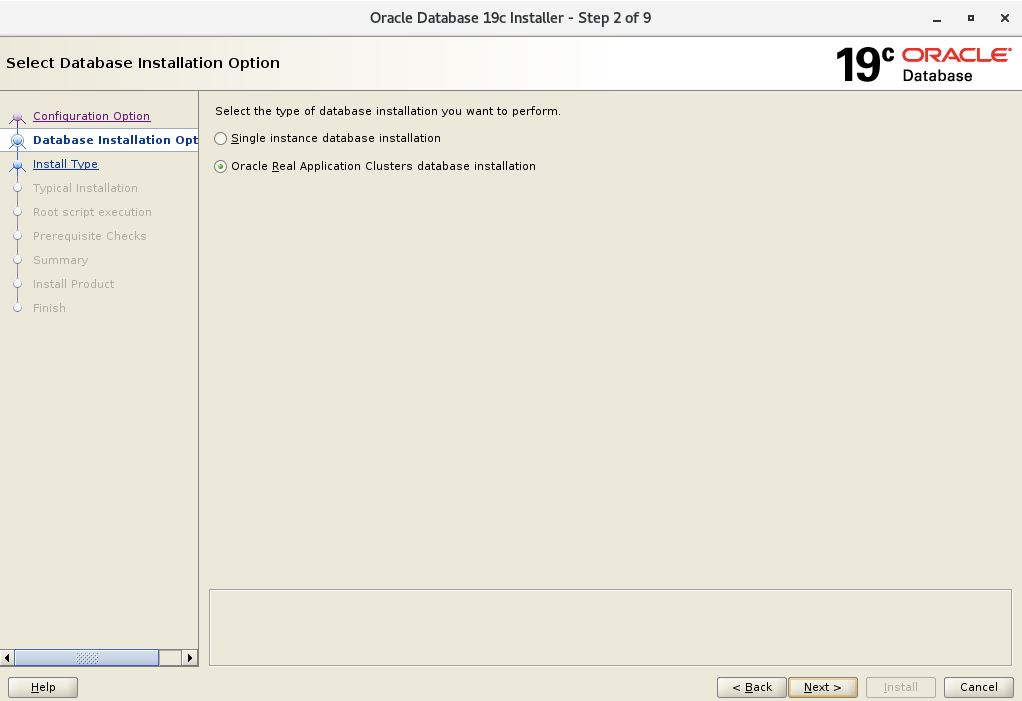 Oracle Database 19c Installer - Step 2 of 9
Select Database Installation Option
19c ORACLE
Database
Configuration Option
Database Installation Opt
Install Type
Typical Installation
Root script execution
Prerequisite Checks
Summary
Install Product
Finish
Select the type of database installation you want to perform.
Single instance database installation
Oracle Real Application Clusters database installation
Help
< Back
Next >
Install
Cancel